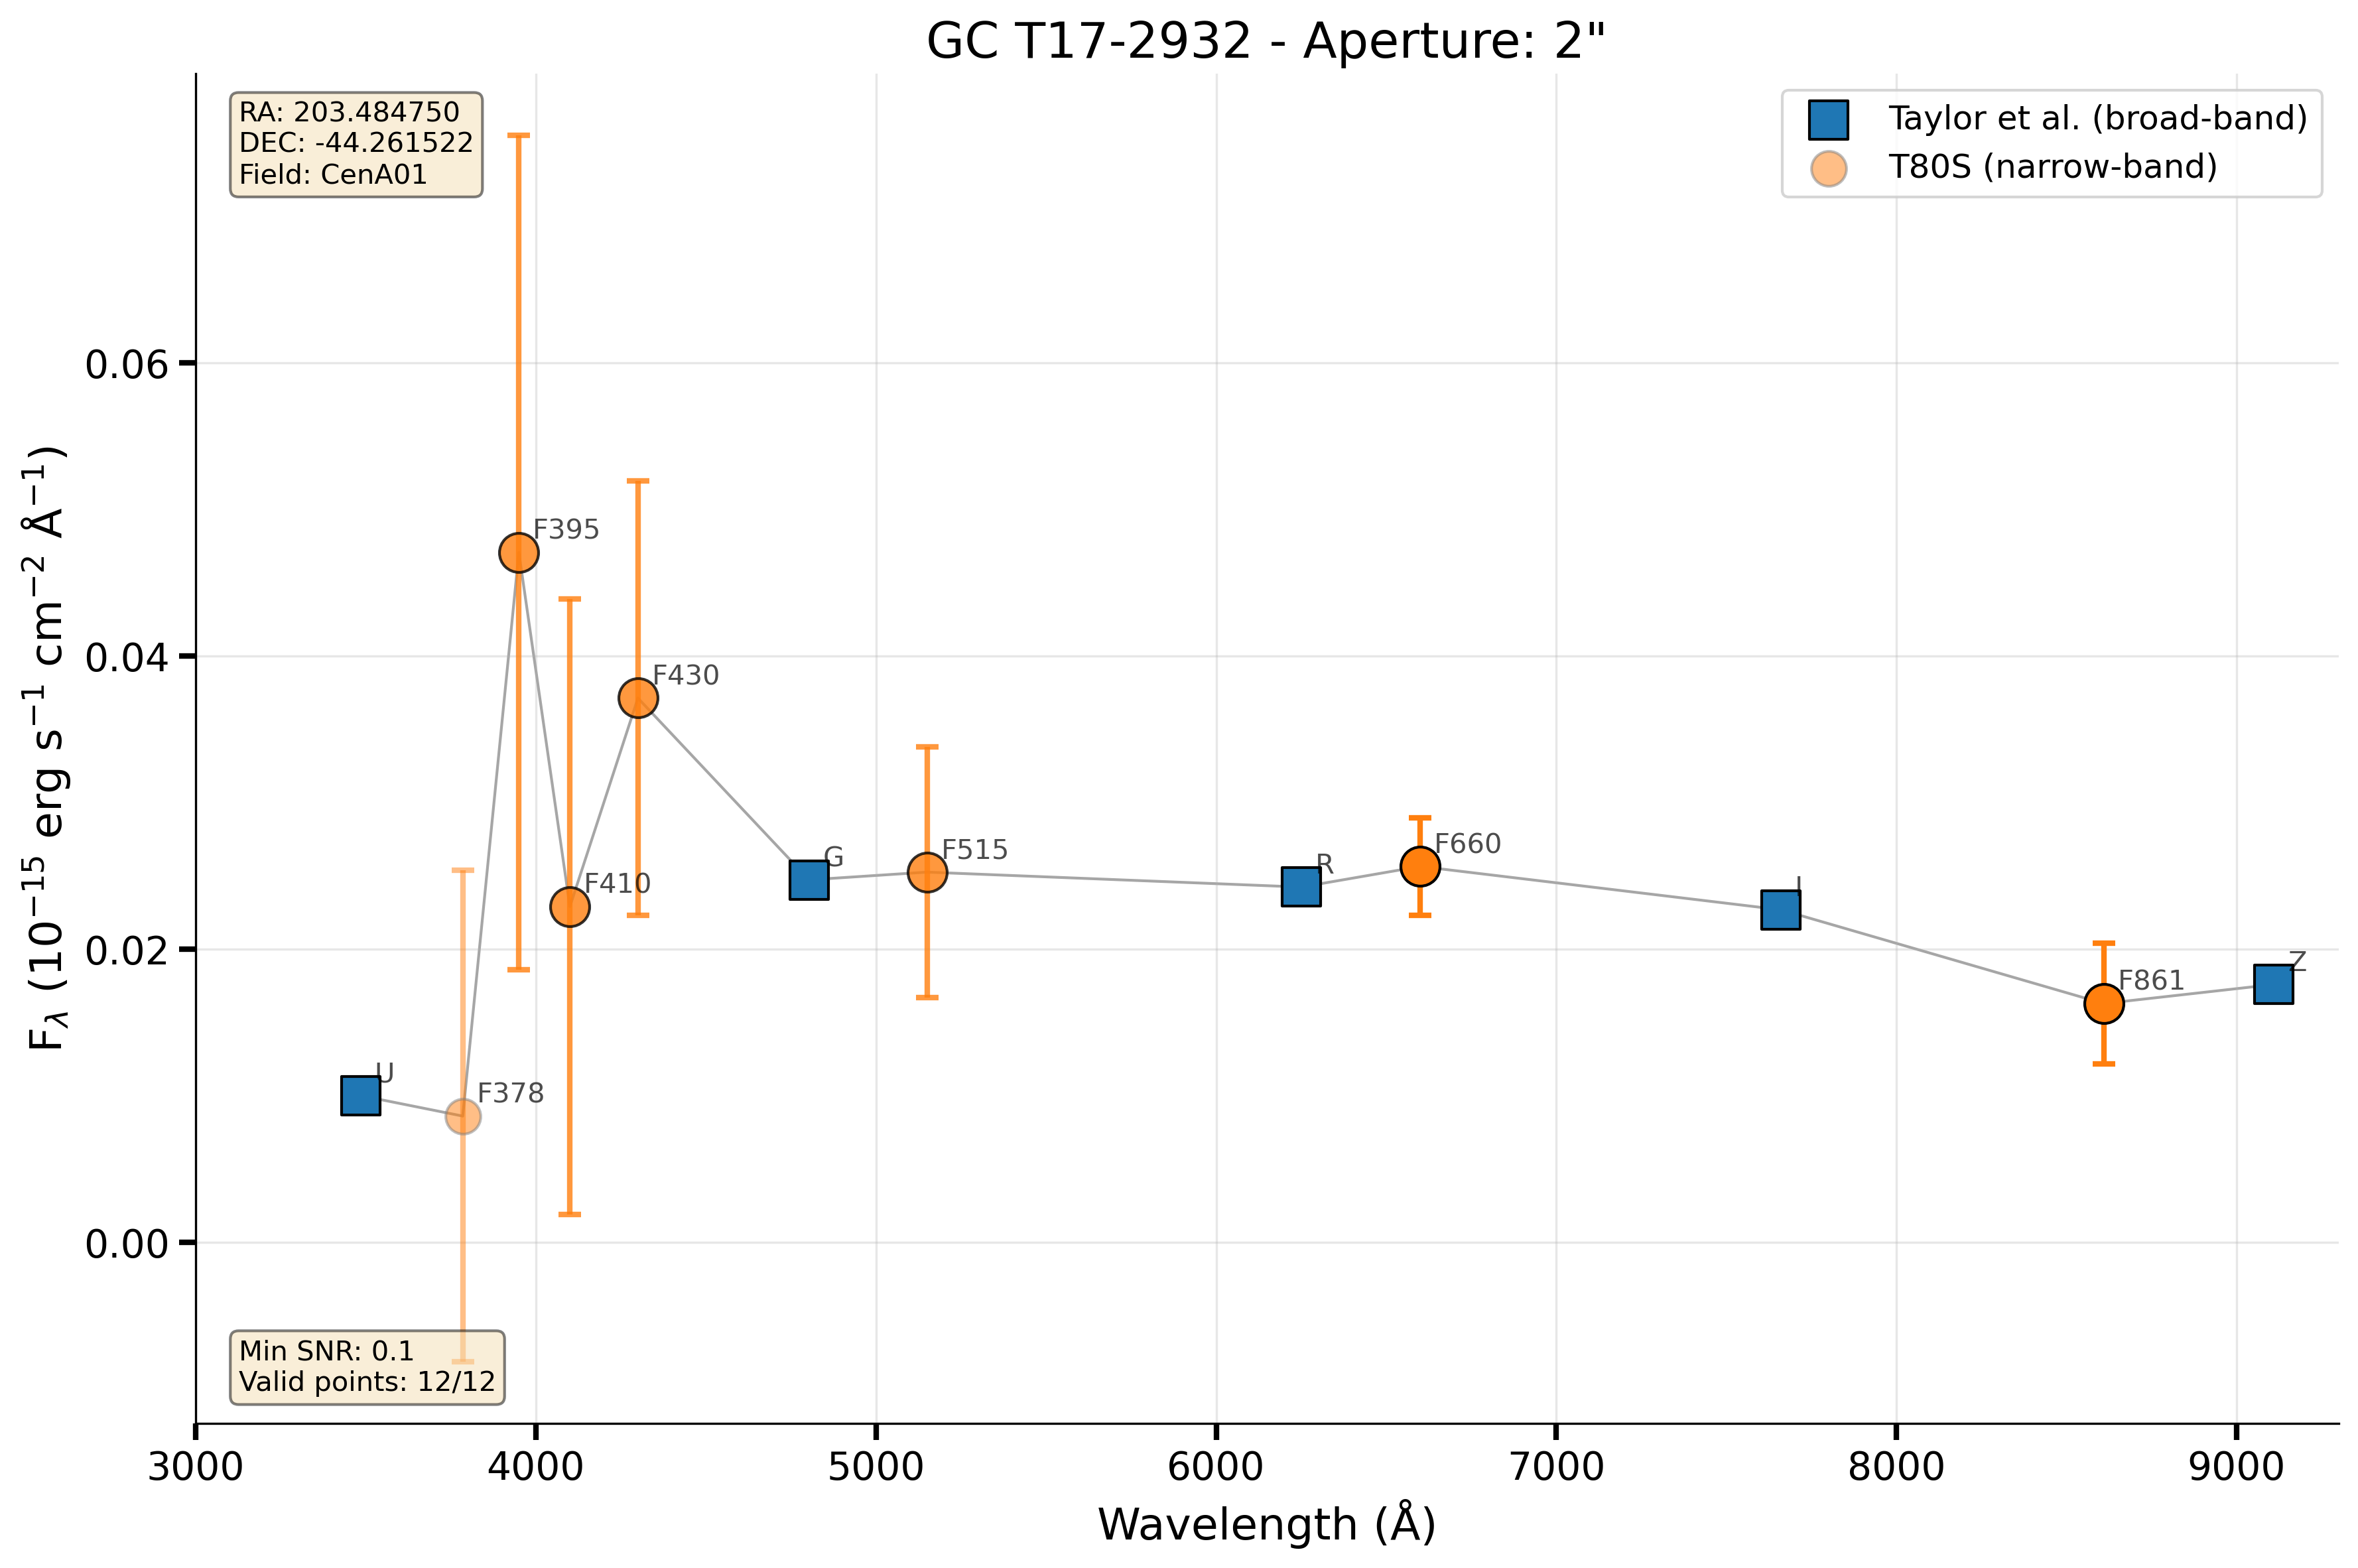 GC T17-2932 - Aperture: 2"
RA: 203.484750
DEC: -44.261522
Field: CenA01
Taylor et al. (broad-band)
T80S (narrow-band)
F395
F430
F410
G
F515
R
F660
I
F861
Z
U
F378
0.06
0.04
0.02
0.00
F_λ (10⁻¹⁵ erg s⁻¹ cm⁻² Å⁻¹)
Min SNR: 0.1
Valid points: 12/12
3000 4000 5000 6000 7000 8000 9000
Wavelength (Å)